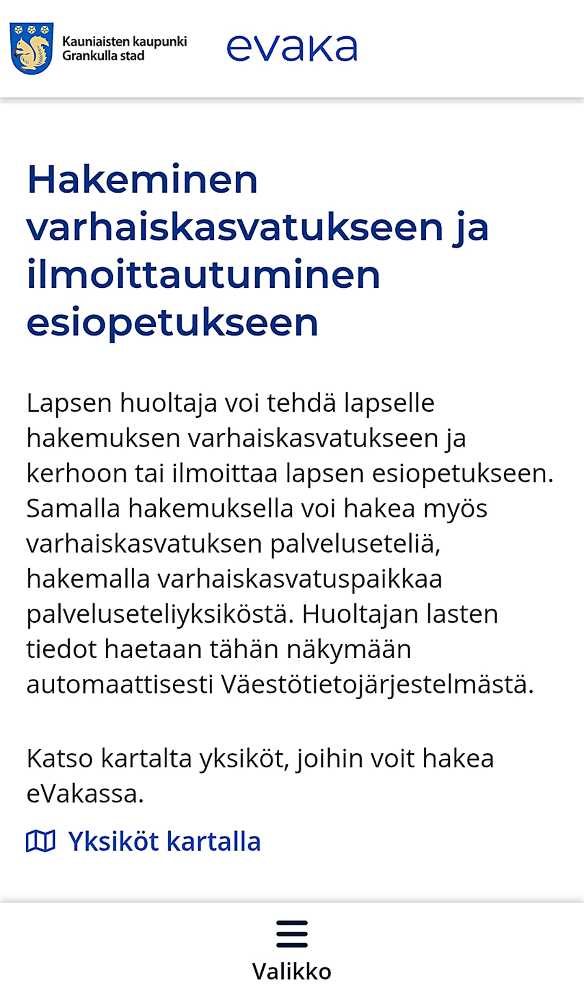 Kauniaisten kaupunki
Grankulla stad
evaka
Hakeminen
varhaiskasvatukseen ja
ilmoittautuminen
esiopetukseen
Lapsen huoltaja voi tehdä lapselle
hakemuksen varhaiskasvatukseen ja
kerhoon tai ilmoittaa lapsen esiopetukseen.
Samalla hakemuksella voi hakea myös
varhaiskasvatuksen palveluseteliä,
hakemalla varhaiskasvatuspaikkaa
palveluseteliyksiköstä. Huoltajan lasten
tiedot haetaan tähän näkymään
automaattisesti Väestötietojärjestelmästä.
Katso kartalta yksiköt, joihin voit hakea
eVakassa.
Yksiköt kartalla
Valikko